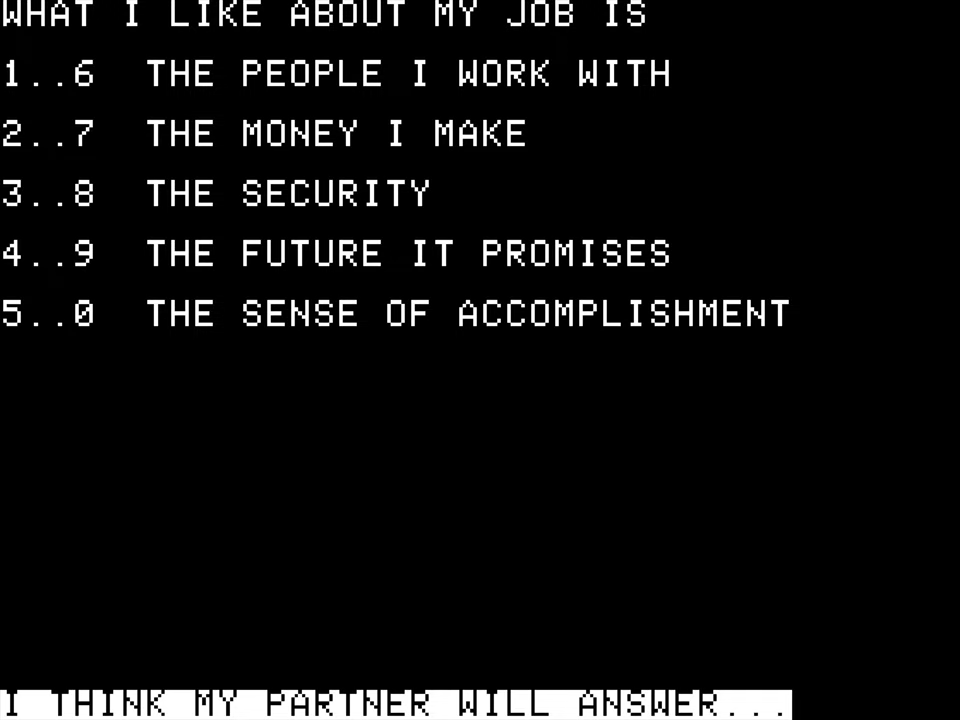 WHAT I LIKE ABOUT MY JOB IS
1..6  THE PEOPLE I WORK WITH
2..7  THE MONEY I MAKE
3..8  THE SECURITY
4..9  THE FUTURE IT PROMISES
5..0  THE SENSE OF ACCOMPLISHMENT
I THINK MY PARTNER WILL ANSWER...